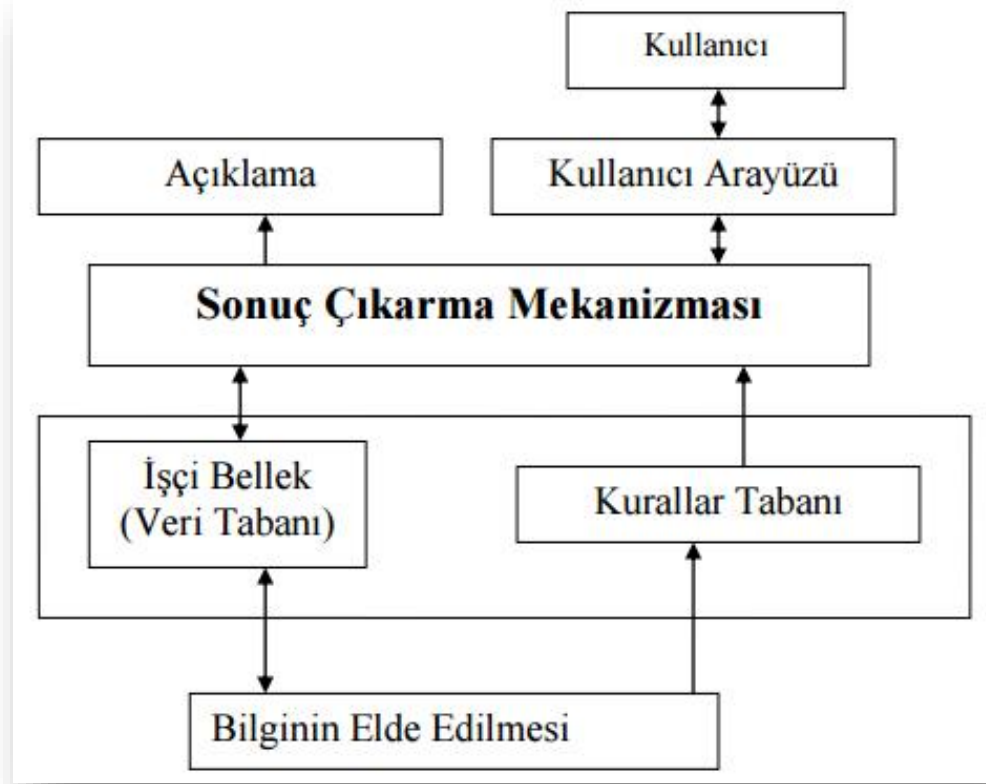 Kullanıcı
Açıklama
Kullanıcı Arayüzü
Sonuç Çıkarma Mekanizması
İşçi Bellek
(Veri Tabanı)
Kurallar Tabanı
Bilginin Elde Edilmesi